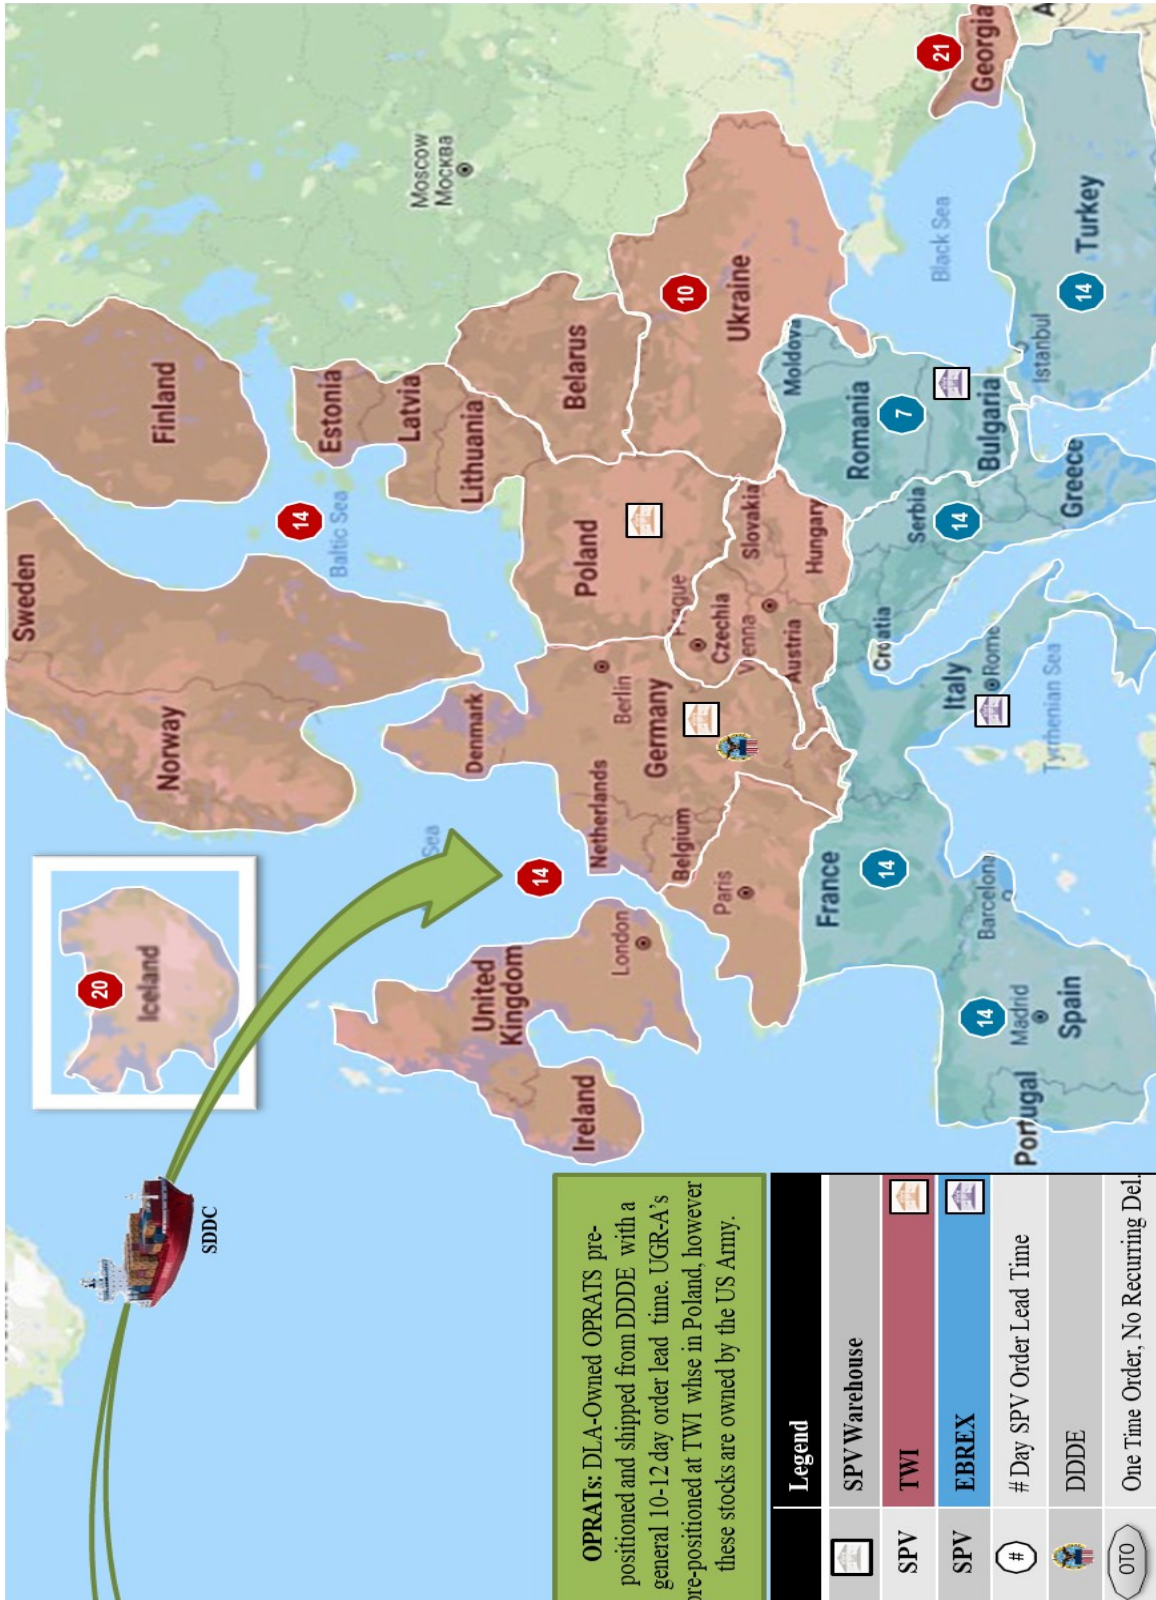 Iceland
20
SDDC
Sweden
Norway
Finland
14
Baltic Sea
Moscow
Москва
Estonia
Latvia
Lithuania
Belarus
Denmark
Sea
14
United
Kingdom
Ireland
London
Netherlands
Belgium
Germany
Berlin
Poland
Ukraine
10
Paris
Czechia
Slovakia
Austria
Hungary
Moldova
France
14
Croatia
Serbia
14
Romania
7
Bulgaria
Black Sea
Georgia
21
A
Italy
Rome
Greece
Istanbul
Turkey
14
Barcelona
Tyrrhenian Sea
14
Madrid
Spain
Portugal
OPRATs: DLA-Owned OPRATS pre-
positioned and shipped from DDDE with a
general 10-12 day order lead time. UGR-A's
pre-positioned at TWI whse in Poland, however
these stocks are owned by the US Army.
Legend
SPV Warehouse
SPV TWI
SPV EBREX
# # Day SPV Order Lead Time
DDDE
OTO One Time Order, No Recurring Del.